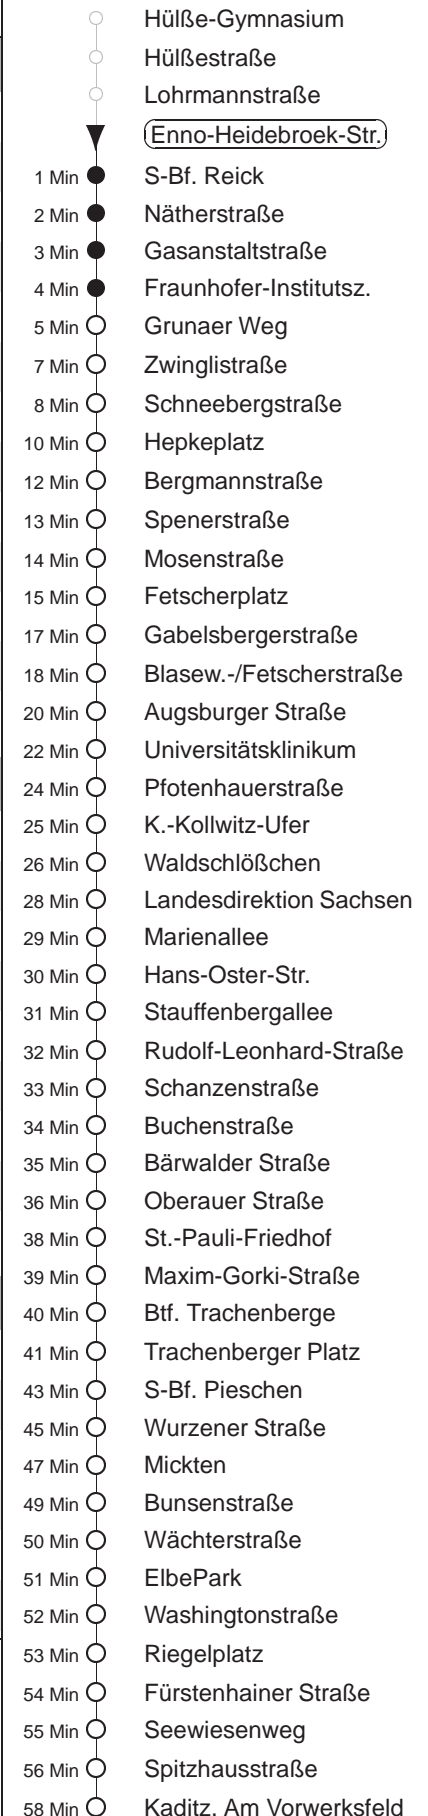 Hülße-Gymnasium
Hülßestraße
Lohrmannstraße
Enno-Heidebroek-Str.
1 Min S-Bf. Reick
2 Min Nätherstraße
3 Min Gasanstaltstraße
4 Min Fraunhofer-Institutsz.
5 Min Grunaer Weg
7 Min Zwinglistraße
8 Min Schneebergstraße
10 Min Hepkeplatz
12 Min Bergmannstraße
13 Min Spenerstraße
14 Min Mosenstraße
15 Min Fetscherplatz
17 Min Gabelsbergerstraße
18 Min Blasew.-/Fetscherstraße
20 Min Augsburger Straße
22 Min Universitätsklinikum
24 Min Pfotenhauerstraße
25 Min K.-Kollwitz-Ufer
26 Min Waldschlößchen
28 Min Landesdirektion Sachsen
29 Min Marienallee
30 Min Hans-Oster-Str.
31 Min Stauffenbergallee
32 Min Rudolf-Leonhard-Straße
33 Min Schanzenstraße
34 Min Buchenstraße
35 Min Bärwalder Straße
36 Min Oberauer Straße
38 Min St.-Pauli-Friedhof
39 Min Maxim-Gorki-Straße
40 Min Btf. Trachenberge
41 Min Trachenberger Platz
43 Min S-Bf. Pieschen
45 Min Wurzener Straße
47 Min Mickten
49 Min Bunsenstraße
50 Min Wächterstraße
51 Min ElbePark
52 Min Washingtonstraße
53 Min Riegelplatz
54 Min Fürstenhainer Straße
55 Min Seewiesenweg
56 Min Spitzhausstraße
58 Min Kaditz, Am Vorwerksfeld